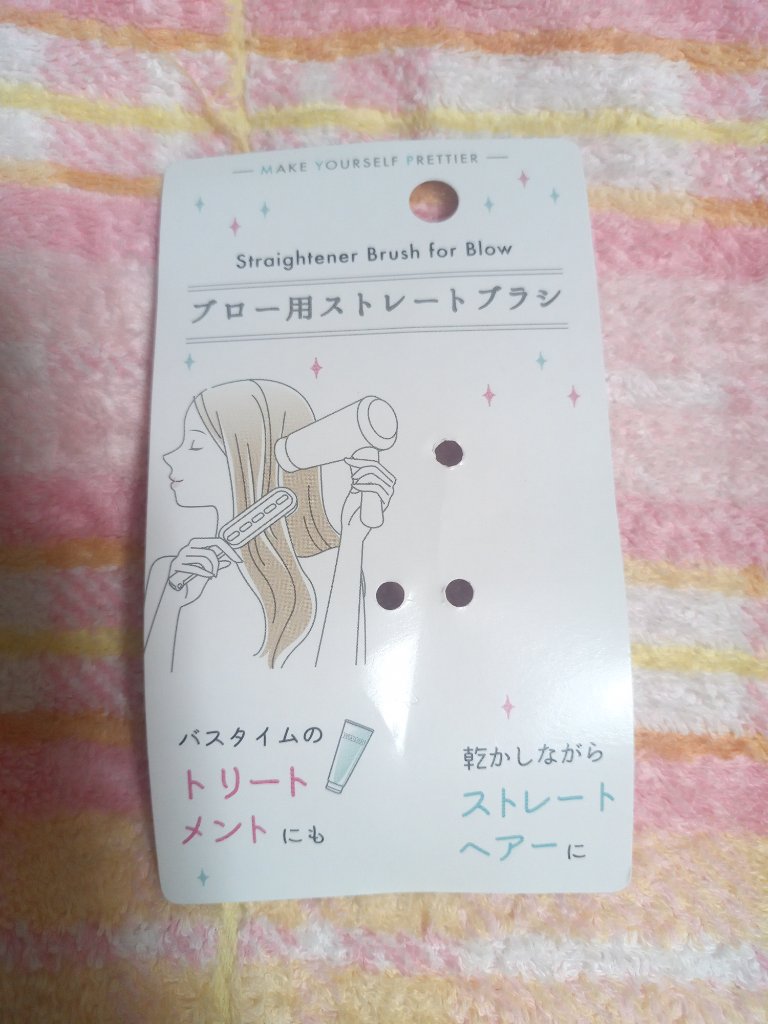 MAKE YOURSELF PRETTIER
Straightener Brush for Blow
ブロー用ストレートブラシ
バスタイムの
トリート
メントにも
乾かしながら
ストレート
ヘアーに